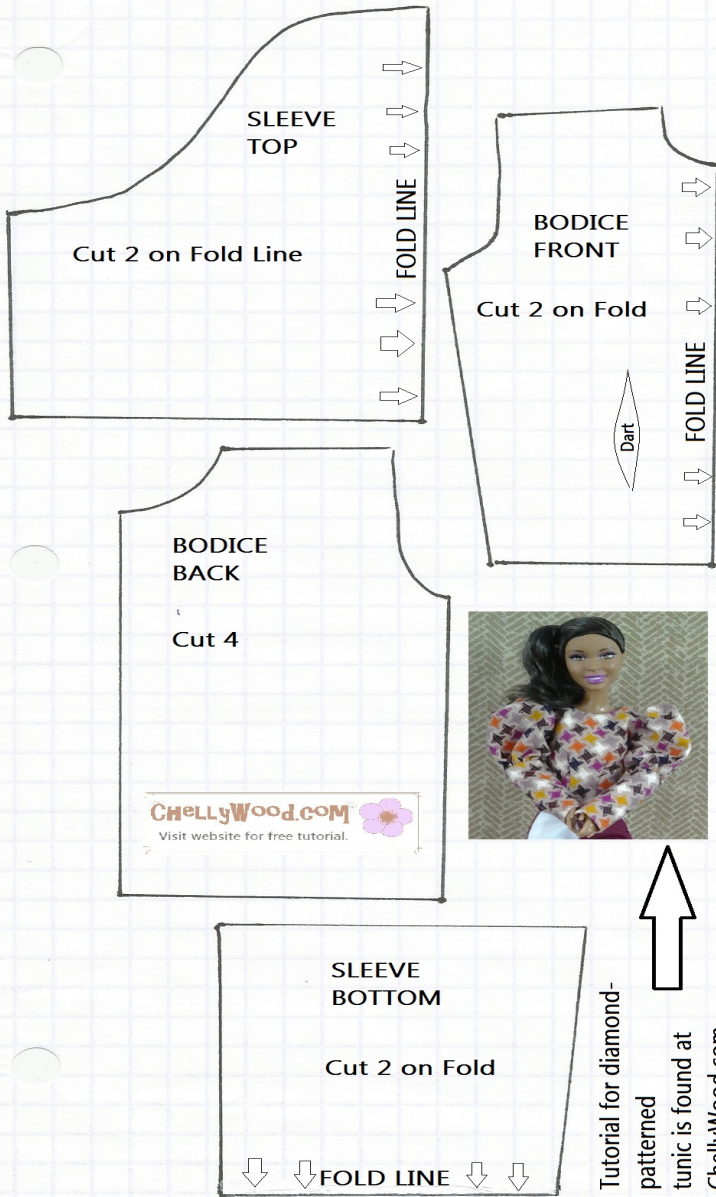 SLEEVE
TOP
Cut 2 on Fold Line
FOLD LINE
BODICE
FRONT
Cut 2 on Fold
FOLD LINE
Dart
BODICE
BACK
Cut 4
ChellyWood.com
Visit website for free tutorial.
SLEEVE
BOTTOM
Cut 2 on Fold
FOLD LINE
Tutorial for diamond-
patterned
tunic is found at
ChellyWood.com